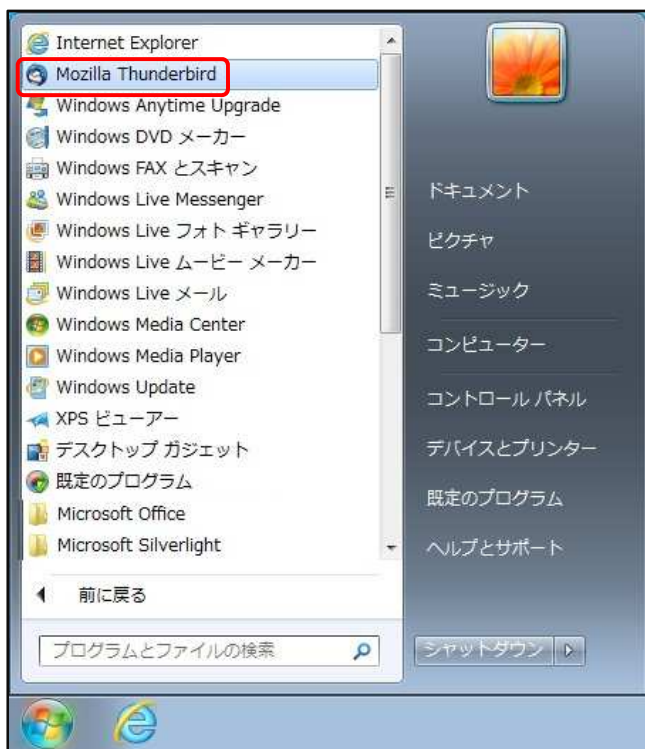 Internet Explorer
Mozilla Thunderbird
Windows Anytime Upgrade
Windows DVD メーカー
Windows FAX とスキャン
Windows Live Messenger
Windows Live フォト ギャラリー
Windows Live ムービー メーカー
Windows Live メール
Windows Media Center
Windows Media Player
Windows Update
XPS ビューアー
デスクトップ ガジェット
既定のプログラム
Microsoft Office
Microsoft Silverlight
前に戻る
プログラムとファイルの検索
ドキュメント
ピクチャ
ミュージック
コンピューター
コントロール パネル
デバイスとプリンター
既定のプログラム
ヘルプとサポート
シャットダウン